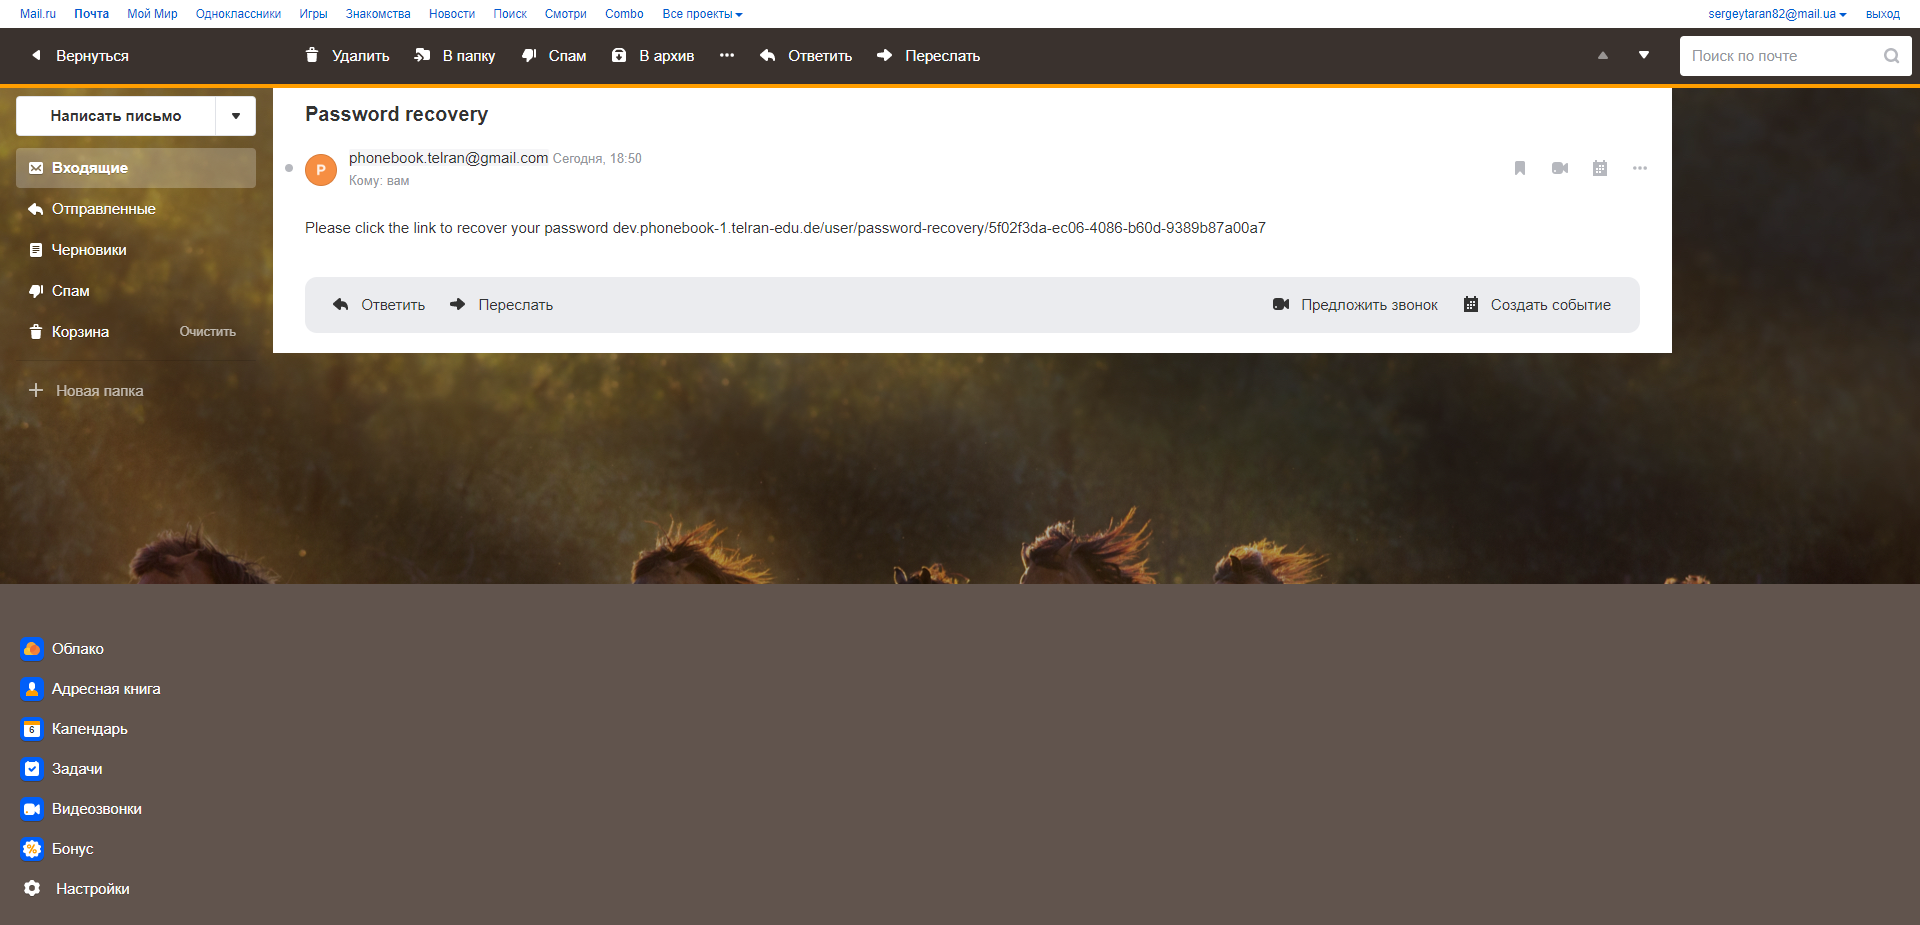 Mail.ru Почта Мой Мир Одноклассники Игры Знакомства Новости Поиск Смотри Combo Все проекты sergeytaran82@mail.ua выход
Вернуться Удалить В папку Спам В архив Ответить Переслать Поиск по почте
Написать письмо
Входящие
Отправленные
Черновики
Спам
Корзина Очистить
Новая папка
Password recovery
P phonebook.telran@gmail.com Сегодня, 18:50
Кому: вам
Please click the link to recover your password dev.phonebook-1.telran-edu.de/user/password-recovery/5f02f3da-ec06-4086-b60d-9389b87a00a7
Ответить Переслать Предложить звонок Создать событие
Облако
Адресная книга
6 Календарь
Задачи
Видеозвонки
% Бонус
Настройки